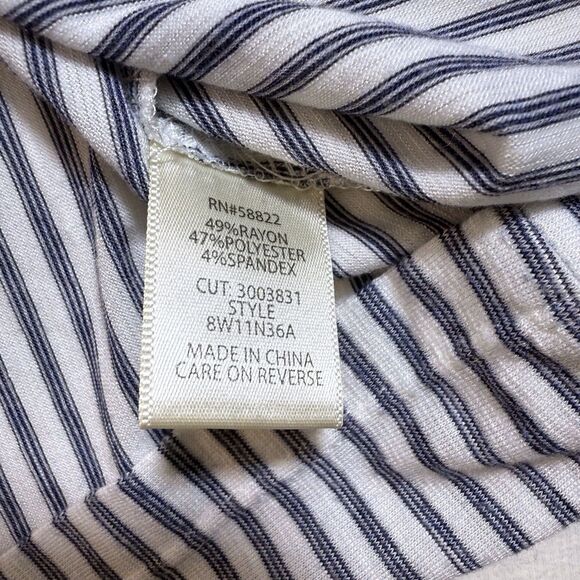 RN#58822
49%RAYON
47%POLYESTER
4%SPANDEX
CUT. 3003831
STYLE
8W11N36A
MADE IN CHINA
CARE ON REVERSE